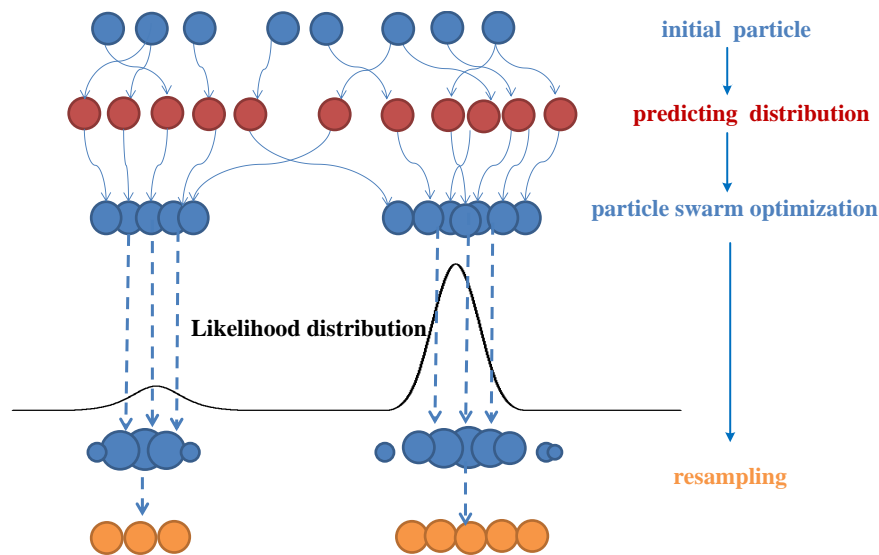 initial particle
predicting distribution
particle swarm optimization
Likelihood distribution
resampling